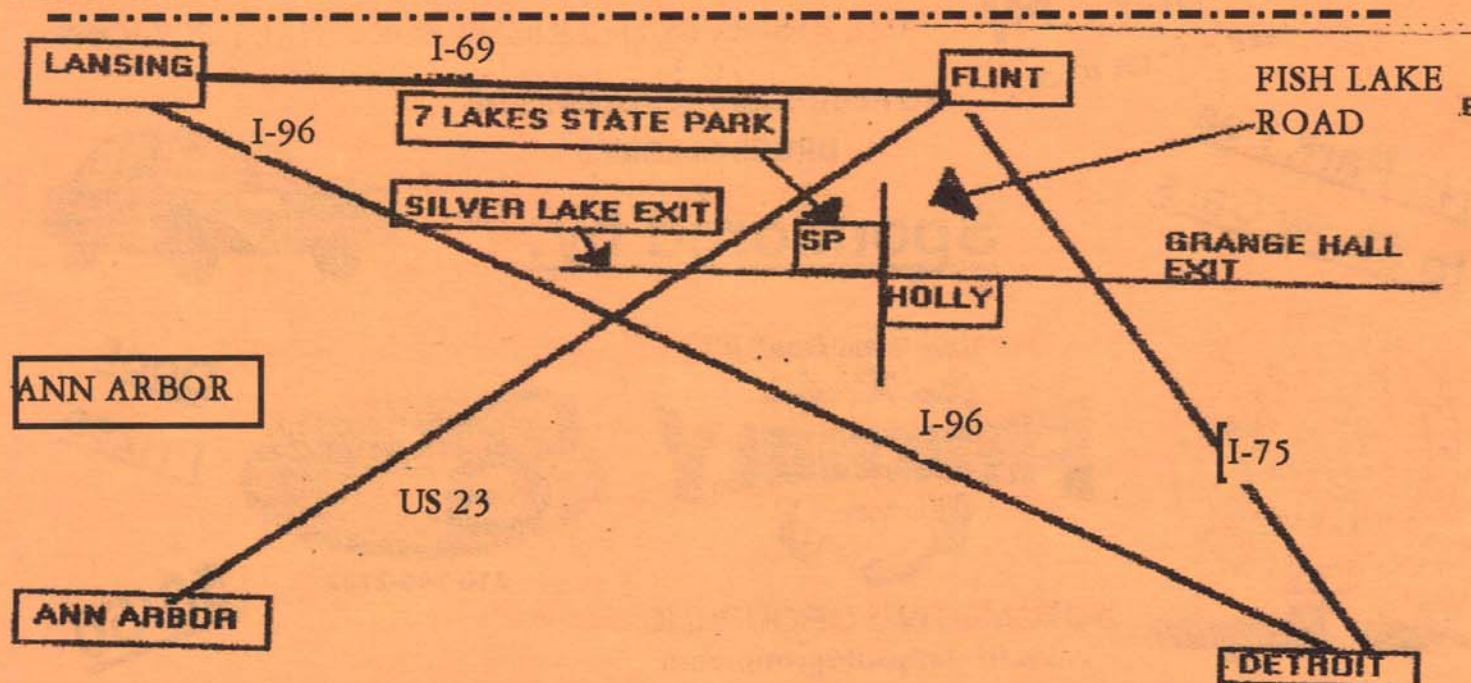 I-69
LANSING
FLINT
FISH LAKE
ROAD
7 LAKES STATE PARK
I-96
SILVER LAKE EXIT
SP
GRANGE HALL
EXIT
HOLLY
ANN ARBOR
I-96
I-75
US 23
ANN ARBOR
DETROIT